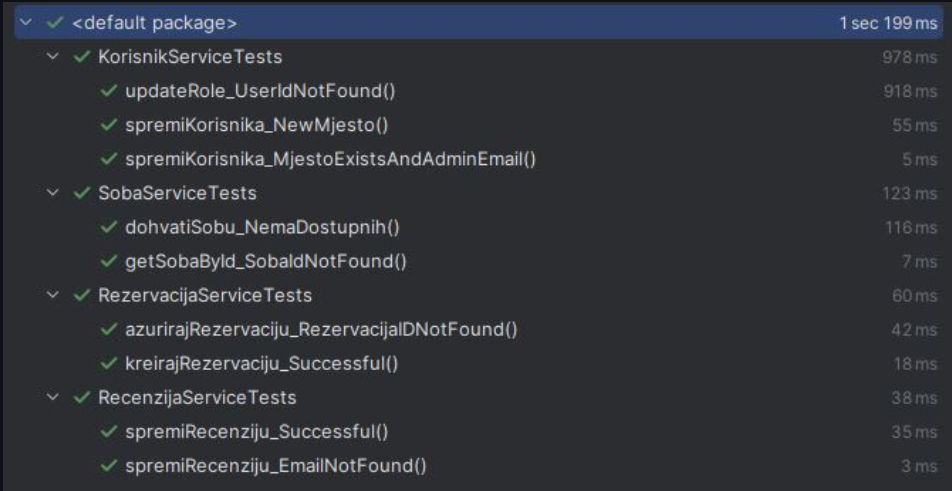 <default package> 1 sec 199 ms
KorisnikServiceTests 978 ms
updateRole_UserIdNotFound() 918 ms
spremiKorisnika_NewMjesto() 55 ms
spremiKorisnika_MjestoExistsAndAdminEmail() 5 ms
SobaServiceTests 123 ms
dohvatiSobu_NemaDostupnih() 116 ms
getSobaById_SobaIdNotFound() 7 ms
RezervacijaServiceTests 60 ms
azurirajRezervaciju_RezervacijaIDNotFound() 42 ms
kreirajRezervaciju_Successful() 18 ms
RecenzijaServiceTests 38 ms
spremiRecenziju_Successful() 35 ms
spremiRecenziju_EmailNotFound() 3 ms